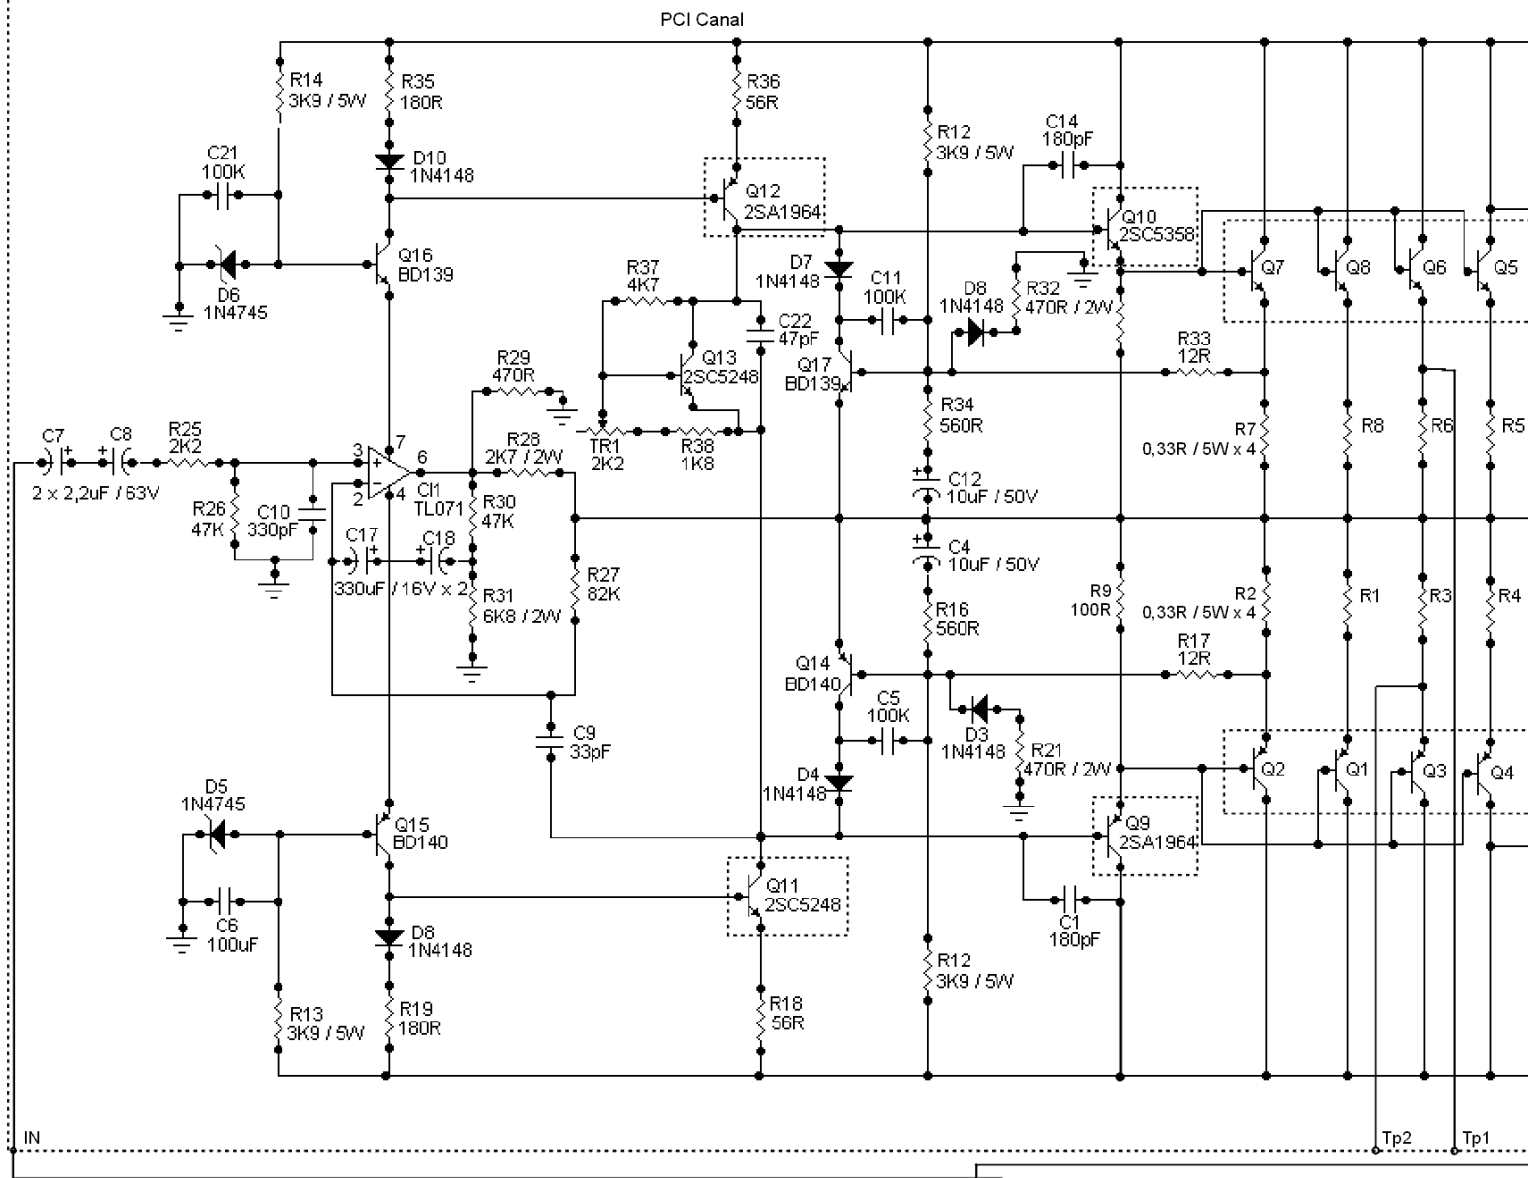 PCI Canal
R14
3K9 / 5W
R35
180R
R36
56R
R12
3K9 / 5W
C14
180pF
C21
100K
D10
1N4148
Q12
2SA1964
Q10
2SC5358
Q16
BD139
D6
1N4745
R37
4K7
D7
1N4148
C11
100K
D8
1N4148
R32
470R / 2W
Q7
Q8
Q6
Q5
C22
47pF
Q13
2SC5248
Q17
BD139
R33
12R
R29
470R
R34
560R
R7
0,33R / 5W x 4
R8
R6
R5
C7
C8
R25
2K2
2 x 2,2uF / 63V
3
2
7
6
4
CI1
TL071
R28
2K7 / 2W
TR1
2K2
R38
1K8
C12
10uF / 50V
R26
47K
C10
330pF
R30
47K
C17
C18
330uF / 16V x 2
R31
6K8 / 2W
R27
82K
C4
10uF / 50V
R16
560R
R9
100R
R2
0,33R / 5W x 4
R1
R3
R4
R17
12R
Q14
BD140
C5
100K
D3
1N4148
R21
470R / 2W
C9
33pF
D4
1N4148
Q2
Q1
Q3
Q4
D5
1N4745
Q15
BD140
Q9
2SA1964
Q11
2SC5248
C6
100uF
D8
1N4148
C1
180pF
R12
3K9 / 5W
R13
3K9 / 5W
R19
180R
R18
56R
IN
Tp2
Tp1